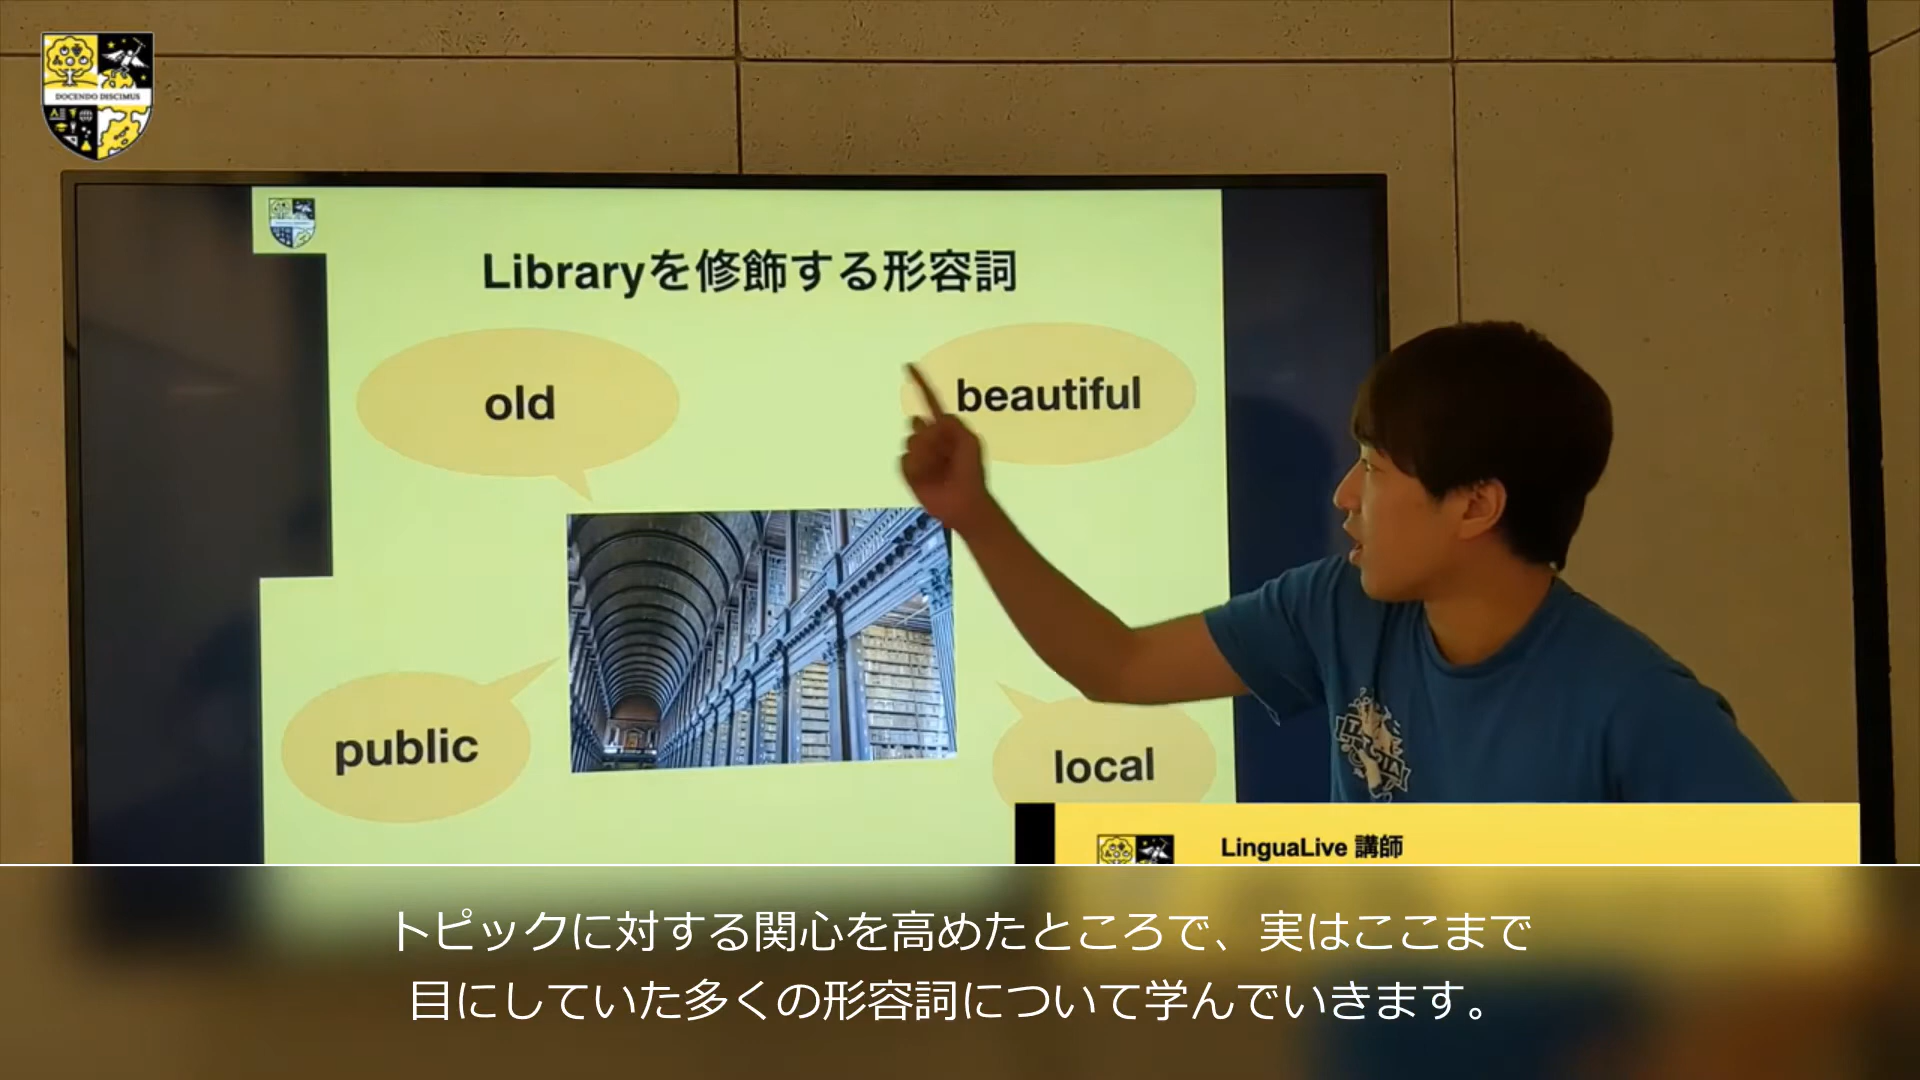 DOCENDO DISCIMUS
Libraryを修飾する形容詞
old
beautiful
public
local
LinguaLive 講師
トピックに対する関心を高めたところで、実はここまで
目にしていた多くの形容詞について学んでいきます。